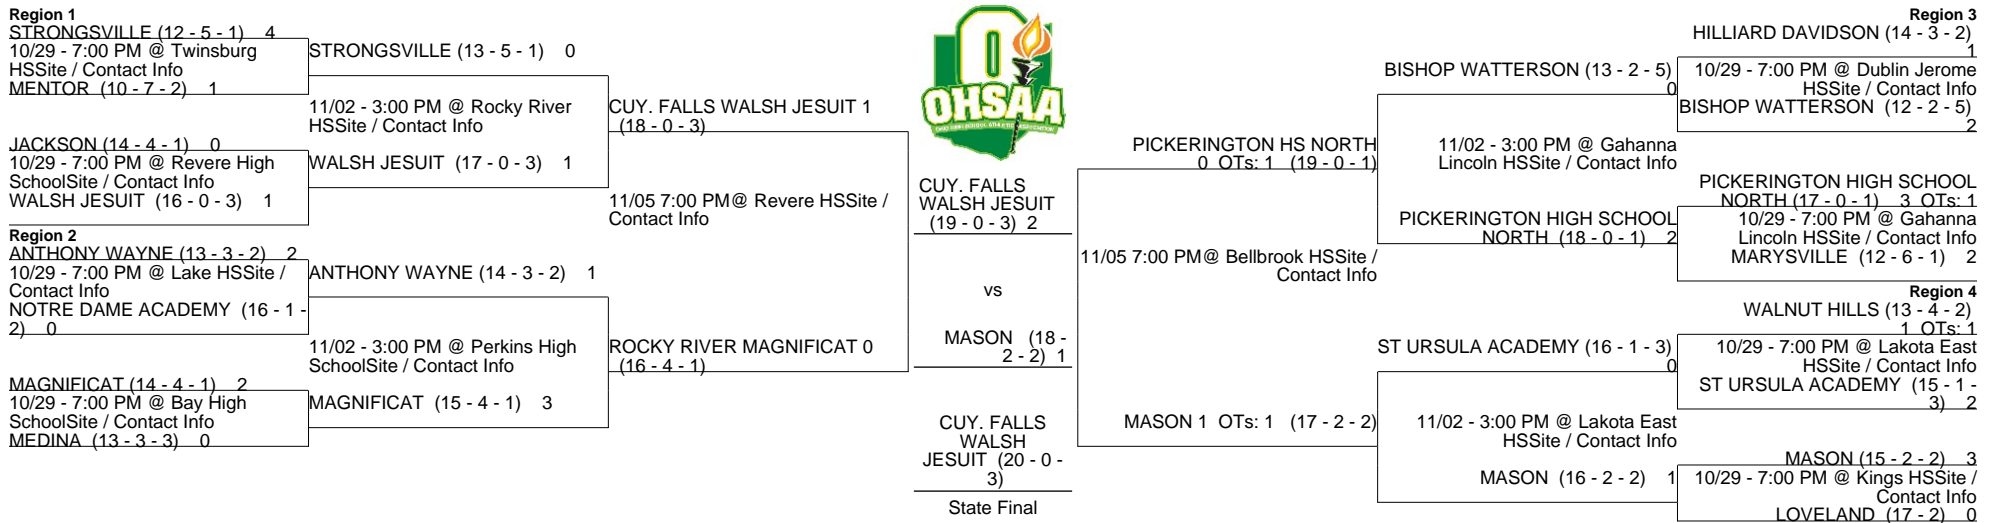 Region 1
STRONGSVILLE (12 - 5 - 1) 4
10/29 - 7:00 PM @ Twinsburg
HSSite / Contact Info
MENTOR (10 - 7 - 2) 1
JACKSON (14 - 4 - 1) 0
10/29 - 7:00 PM @ Revere High
SchoolSite / Contact Info
WALSH JESUIT (16 - 0 - 3) 1
Region 2
ANTHONY WAYNE (13 - 3 - 2) 2
10/29 - 7:00 PM @ Lake HSSite /
Contact Info
NOTRE DAME ACADEMY (16 - 1 -
2) 0
MAGNIFICAT (14 - 4 - 1) 2
10/29 - 7:00 PM @ Bay High
SchoolSite / Contact Info
MEDINA (13 - 3 - 3) 0
STRONGSVILLE (13 - 5 - 1) 0
11/02 - 3:00 PM @ Rocky River
HSSite / Contact Info
WALSH JESUIT (17 - 0 - 3) 1
ANTHONY WAYNE (14 - 3 - 2) 1
11/02 - 3:00 PM @ Perkins High
SchoolSite / Contact Info
MAGNIFICAT (15 - 4 - 1) 3
CUY. FALLS WALSH JESUIT 1
(18 - 0 - 3)
11/05 7:00 PM@ Revere HSSite /
Contact Info
ROCKY RIVER MAGNIFICAT 0
(16 - 4 - 1)
OHSAA
CUY. FALLS
WALSH JESUIT
(19 - 0 - 3) 2
vs
MASON (18 -
2 - 2) 1
CUY. FALLS
WALSH
JESUIT (20 - 0 -
3)
State Final
PICKERINGTON HS NORTH
0 OTs: 1 (19 - 0 - 1)
11/05 7:00 PM@ Bellbrook HSSite /
Contact Info
MASON 1 OTs: 1 (17 - 2 - 2)
BISHOP WATTERSON (13 - 2 - 5)
0
11/02 - 3:00 PM @ Gahanna
Lincoln HSSite / Contact Info
PICKERINGTON HIGH SCHOOL
NORTH (18 - 0 - 1) 2
ST URSULA ACADEMY (16 - 1 - 3)
0
11/02 - 3:00 PM @ Lakota East
HSSite / Contact Info
MASON (16 - 2 - 2) 1
Region 3
HILLIARD DAVIDSON (14 - 3 - 2)
1
10/29 - 7:00 PM @ Dublin Jerome
HSSite / Contact Info
BISHOP WATTERSON (12 - 2 - 5)
2
PICKERINGTON HIGH SCHOOL
NORTH (17 - 0 - 1) 3 OTs: 1
10/29 - 7:00 PM @ Gahanna
Lincoln HSSite / Contact Info
MARYSVILLE (12 - 6 - 1) 2
Region 4
WALNUT HILLS (13 - 4 - 2)
1 OTs: 1
10/29 - 7:00 PM @ Lakota East
HSSite / Contact Info
ST URSULA ACADEMY (15 - 1 -
3) 2
MASON (15 - 2 - 2) 3
10/29 - 7:00 PM @ Kings HSSite /
Contact Info
LOVELAND (17 - 2) 0